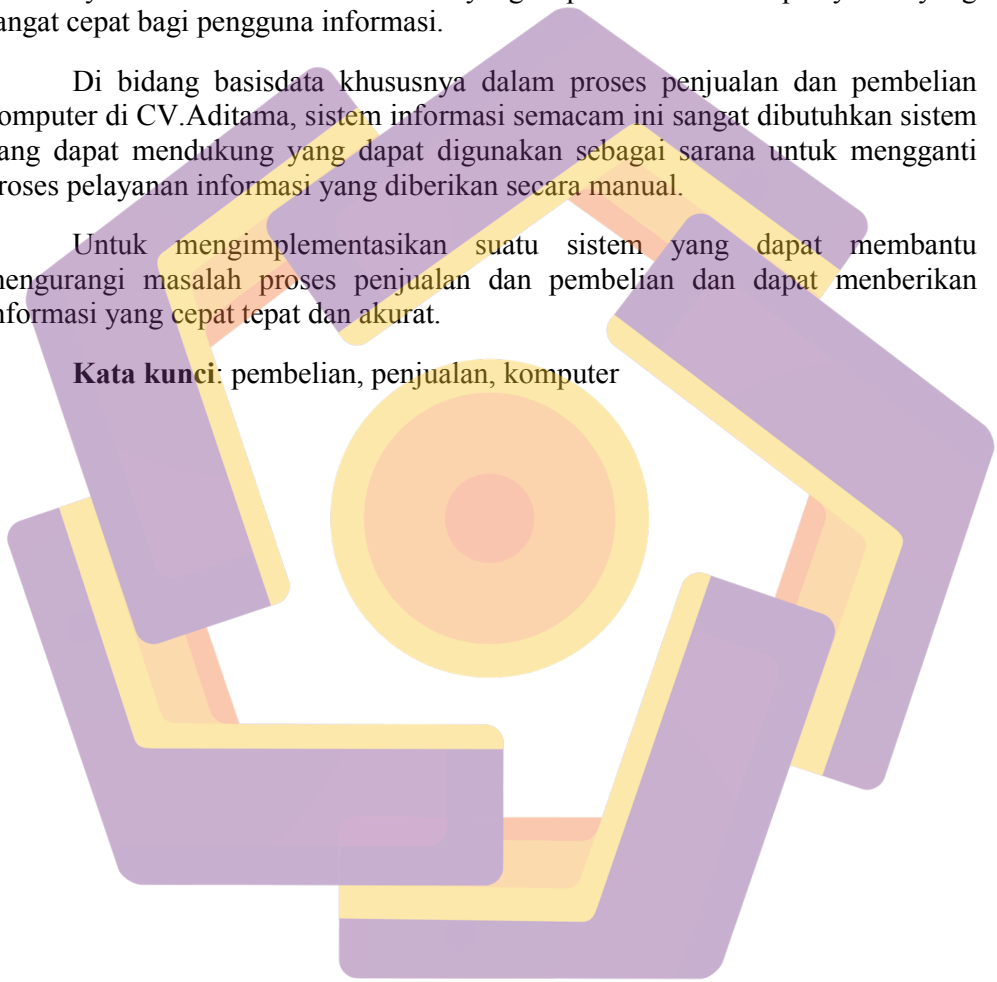 angat cepat bagi pengguna informasi.
Di bidang basisdata khususnya dalam proses penjualan dan pembelian
omputer di CV.Aditama, sistem informasi semacam ini sangat dibutuhkan sistem
ang dapat mendukung yang dapat digunakan sebagai sarana untuk mengganti
roses pelayanan informasi yang diberikan secara manual.
Untuk mengimplementasikan suatu sistem yang dapat membantu
mengurangi masalah proses penjualan dan pembelian dan dapat menberikan
nformasi yang cepat tepat dan akurat.
Kata kunci: pembelian, penjualan, komputer